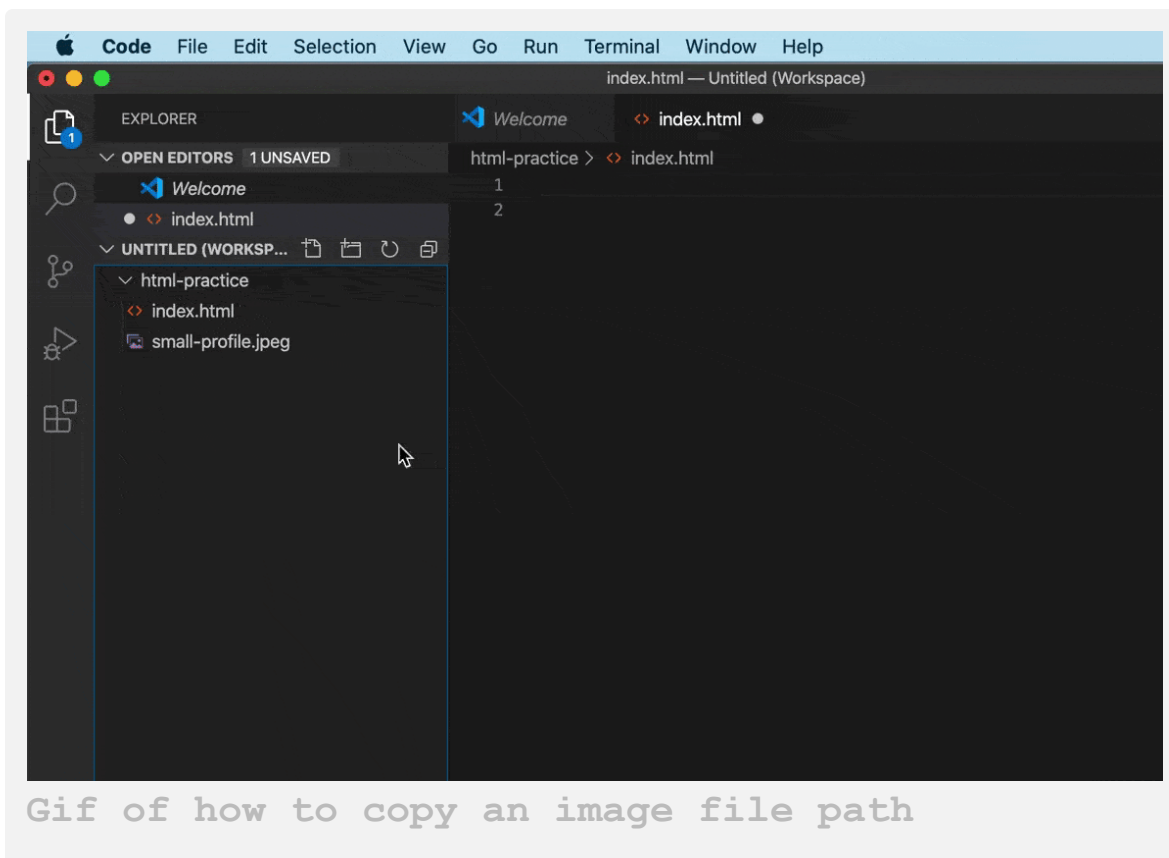 Code File Edit Selection View Go Run Terminal Window Help
index.html — Untitled (Workspace)
EXPLORER
1
OPEN EDITORS 1 UNSAVED
Welcome
index.html
UNTITLED (WORKSP...
html-practice
index.html
small-profile.jpeg
Welcome index.html
html-practice > index.html
1
2
Gif of how to copy an image file path